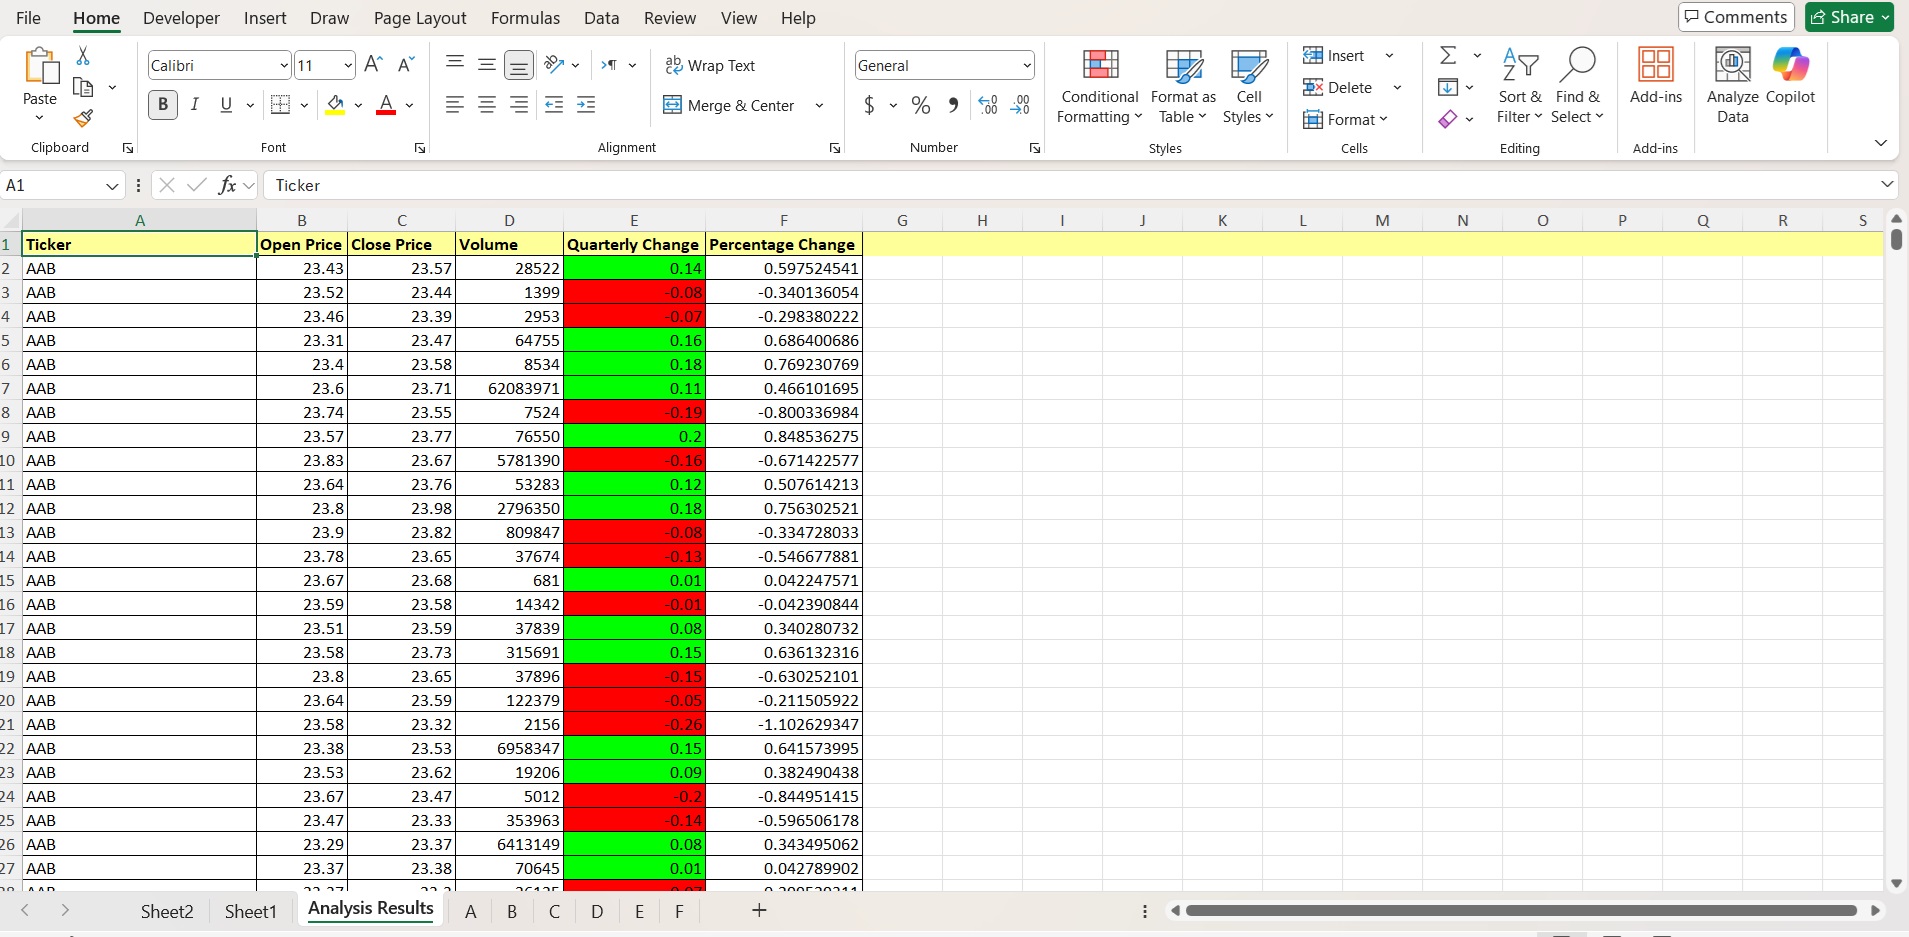 File Home Developer Insert Draw Page Layout Formulas Data Review View Help Comments Share
Calibri 11 A A ab Wrap Text General Insert Σ A Z
Paste Conditional Format as Cell Delete Sort & Find & Add-ins Analyze Copilot
B I U A Merge & Center $ % 9 .00 .00 Formatting Table Styles Format Filter Select Data
Clipboard Font Alignment Number Styles Cells Editing Add-ins
A1 fx Ticker
A B C D E F G H I J K L M N O P Q R S
1 Ticker Open Price Close Price Volume Quarterly Change Percentage Change
2 AAB 23.43 23.57 28522 0.14 0.597524541
3 AAB 23.52 23.44 1399 -0.08 -0.340136054
4 AAB 23.46 23.39 2953 -0.07 -0.298380222
5 AAB 23.31 23.47 64755 0.16 0.686400686
6 AAB 23.4 23.58 8534 0.18 0.769230769
7 AAB 23.6 23.71 62083971 0.11 0.466101695
8 AAB 23.74 23.55 7524 -0.19 -0.800336984
9 AAB 23.57 23.77 76550 0.2 0.848536275
10 AAB 23.83 23.67 5781390 -0.16 -0.671422577
11 AAB 23.64 23.76 53283 0.12 0.507614213
12 AAB 23.8 23.98 2796350 0.18 0.756302521
13 AAB 23.9 23.82 809847 -0.08 -0.334728033
14 AAB 23.78 23.65 37674 -0.13 -0.546677881
15 AAB 23.67 23.68 681 0.01 0.042247571
16 AAB 23.59 23.58 14342 -0.01 -0.042390844
17 AAB 23.51 23.59 37839 0.08 0.340280732
18 AAB 23.58 23.73 315691 0.15 0.636132316
19 AAB 23.8 23.65 37896 -0.15 -0.630252101
20 AAB 23.64 23.59 122379 -0.05 -0.211505922
21 AAB 23.58 23.32 2156 -0.26 -1.102629347
22 AAB 23.38 23.53 6958347 0.15 0.641573995
23 AAB 23.53 23.62 19206 0.09 0.382490438
24 AAB 23.67 23.47 5012 -0.2 -0.844951415
25 AAB 23.47 23.33 353963 -0.14 -0.596506178
26 AAB 23.29 23.37 6413149 0.08 0.343495062
27 AAB 23.37 23.38 70645 0.01 0.042789902
Sheet2 Sheet1 Analysis Results A B C D E F +